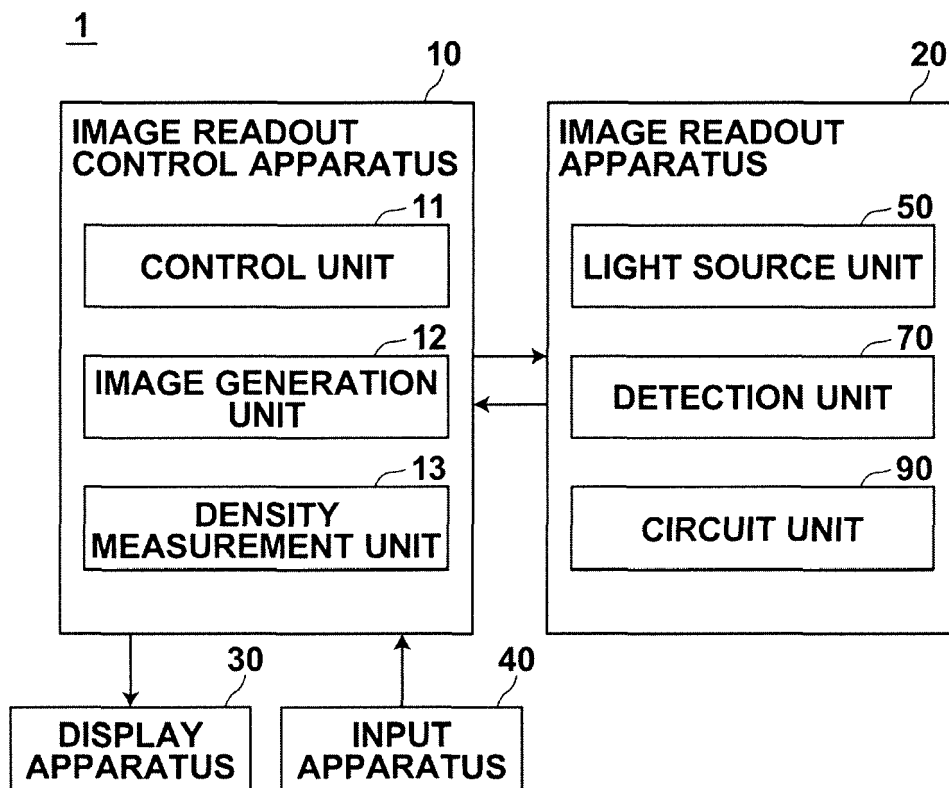 1
10
IMAGE READOUT
CONTROL APPARATUS
11
CONTROL UNIT
12
IMAGE GENERATION
UNIT
13
DENSITY
MEASUREMENT UNIT
20
IMAGE READOUT
APPARATUS
50
LIGHT SOURCE UNIT
70
DETECTION UNIT
90
CIRCUIT UNIT
30
DISPLAY
APPARATUS
40
INPUT
APPARATUS